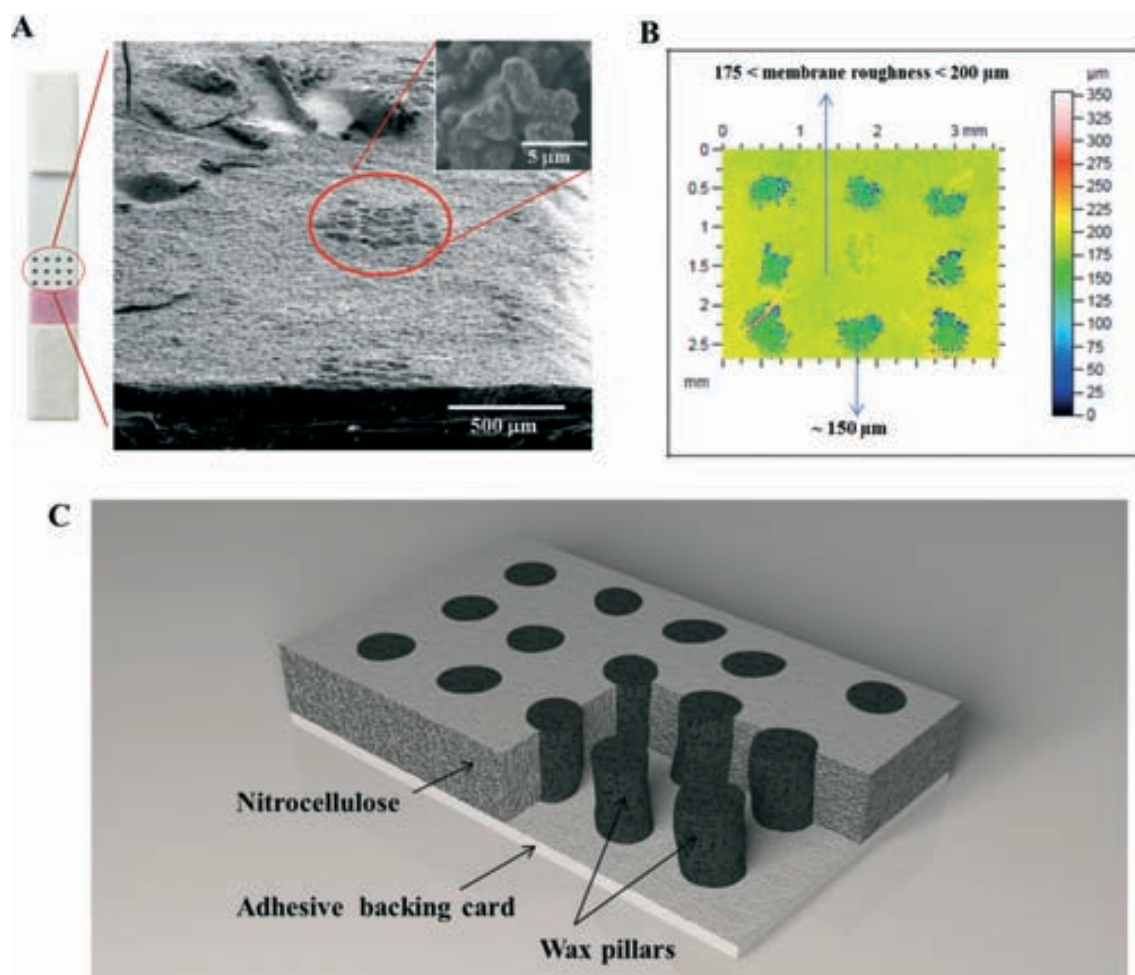 A
5 μm
500 μm
B
175 < membrane roughness < 200 μm
μm
0 1 2 3 mm
0
0.5
1
1.5
2
2.5
mm
350
325
300
275
250
225
200
175
150
125
100
75
50
25
0
~ 150 μm
C
Nitrocellulose
Adhesive backing card
Wax pillars